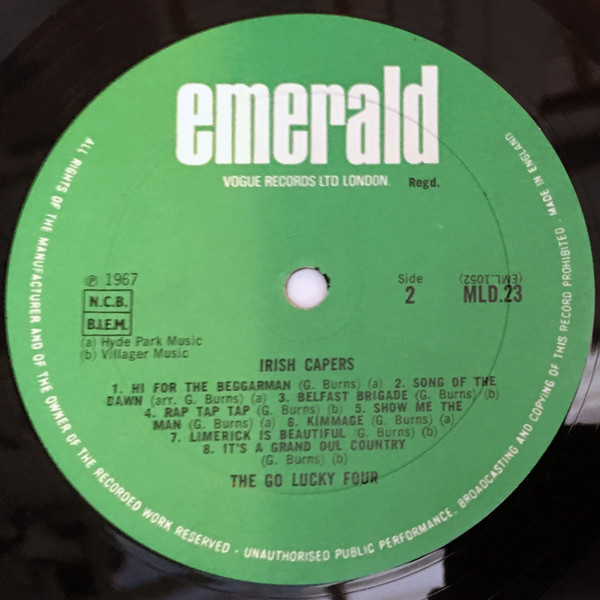 emerald
VOGUE RECORDS LTD LONDON. Regd.
ALL RIGHTS OF THE MANUFACTURER AND OF THE OWNER OF THE RECORDED WORK RESERVED · UNAUTHORISED PUBLIC PERFORMANCE, BROADCASTING AND COPYING OF THIS RECORD PROHIBITED · MADE IN ENGLAND
℗ 1967
N.C.B.
B.I.E.M.
(a) Hyde Park Music
(b) Villager Music
Side
2
(EML.1052)
MLD.23
IRISH CAPERS
1. HI FOR THE BEGGARMAN (G. Burns) (a) 2. SONG OF THE
DAWN (arr. G. Burns) (a) 3. BELFAST BRIGADE (G. Burns) (b)
4. RAP TAP TAP (G. Burns) (b) 5. SHOW ME THE
MAN (G. Burns) (a) 6. KIMMAGE (G. Burns) (a)
7. LIMERICK IS BEAUTIFUL (G. Burns) (b)
8. IT'S A GRAND OUL COUNTRY
(G. Burns) (b)
THE GO LUCKY FOUR